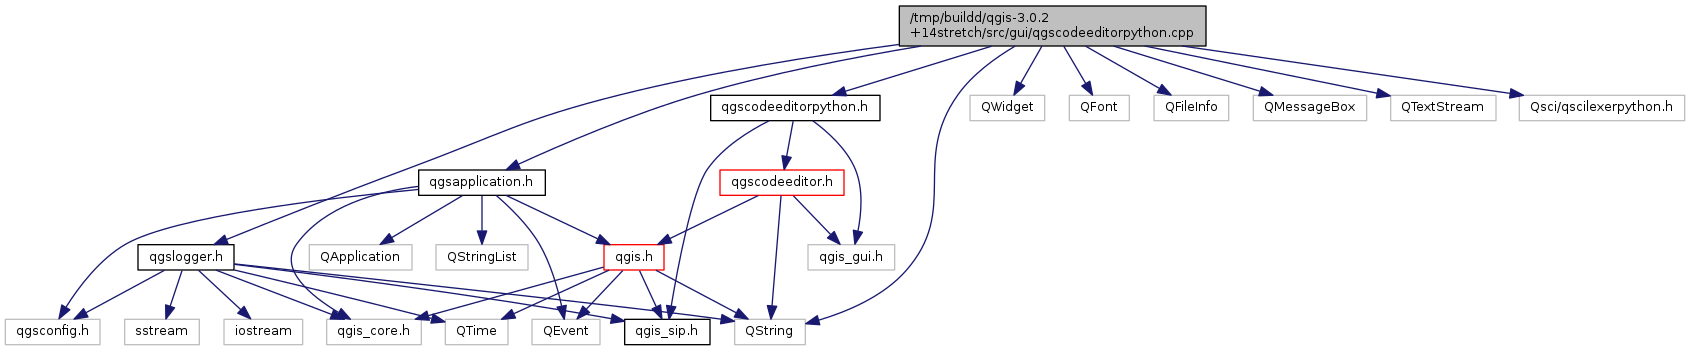 /tmp/buildd/qgis-3.0.2
+14stretch/src/gui/qgscodeeditorpython.cpp
qgscodeeditorpython.h
QWidget
QFont
QFileInfo
QMessageBox
QTextStream
Qsci/qscilexerpython.h
qgsapplication.h
qgscodeeditor.h
qgslogger.h
QApplication
QStringList
qgis.h
qgis_gui.h
qgsconfig.h
sstream
iostream
qgis_core.h
QTime
QEvent
qgis_sip.h
QString